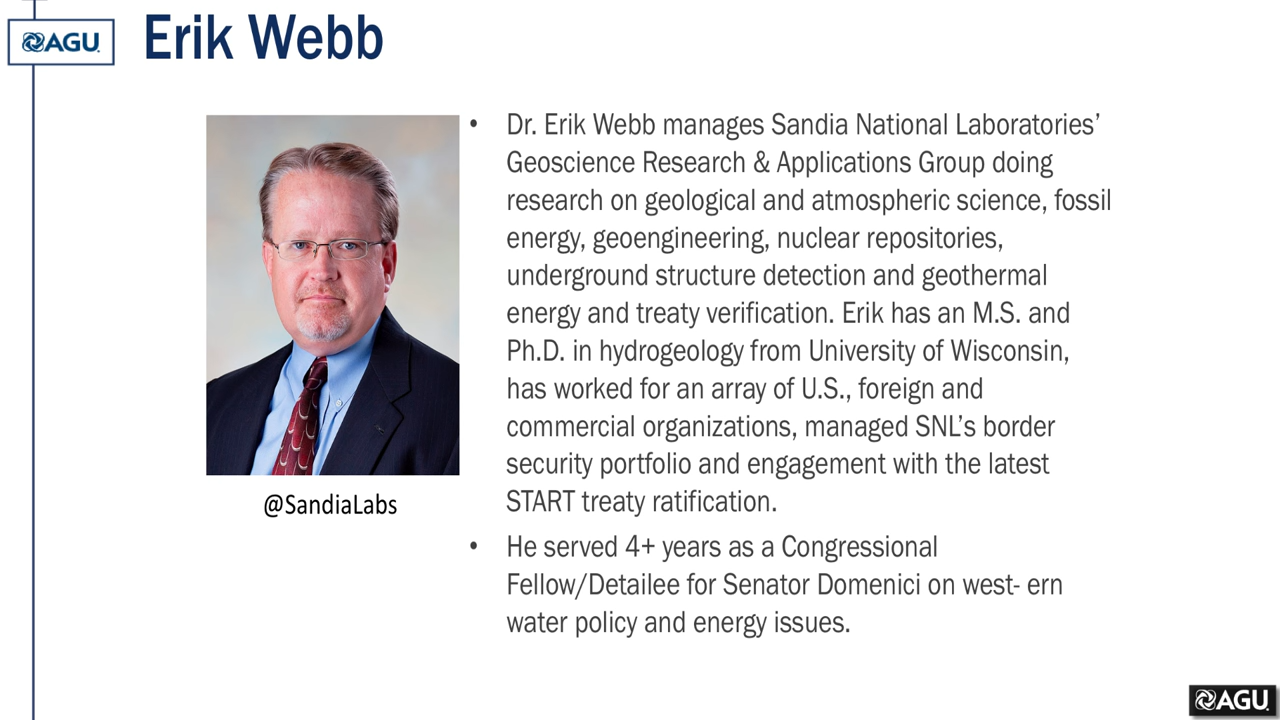 AGU
Erik Webb
• Dr. Erik Webb manages Sandia National Laboratories’
Geoscience Research & Applications Group doing
research on geological and atmospheric science, fossil
energy, geoengineering, nuclear repositories,
underground structure detection and geothermal
energy and treaty verification. Erik has an M.S. and
Ph.D. in hydrogeology from University of Wisconsin,
has worked for an array of U.S., foreign and
commercial organizations, managed SNL’s border
security portfolio and engagement with the latest
START treaty ratification.
• He served 4+ years as a Congressional
Fellow/Detailee for Senator Domenici on west- ern
water policy and energy issues.
@SandiaLabs
AGU